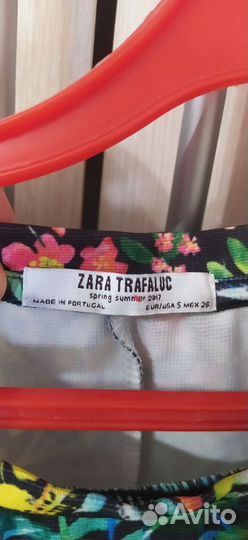 ZARA TRAFALUC
spring summer 2017
MADE IN PORTUGAL
EUR/USA S MEX 26
Avito